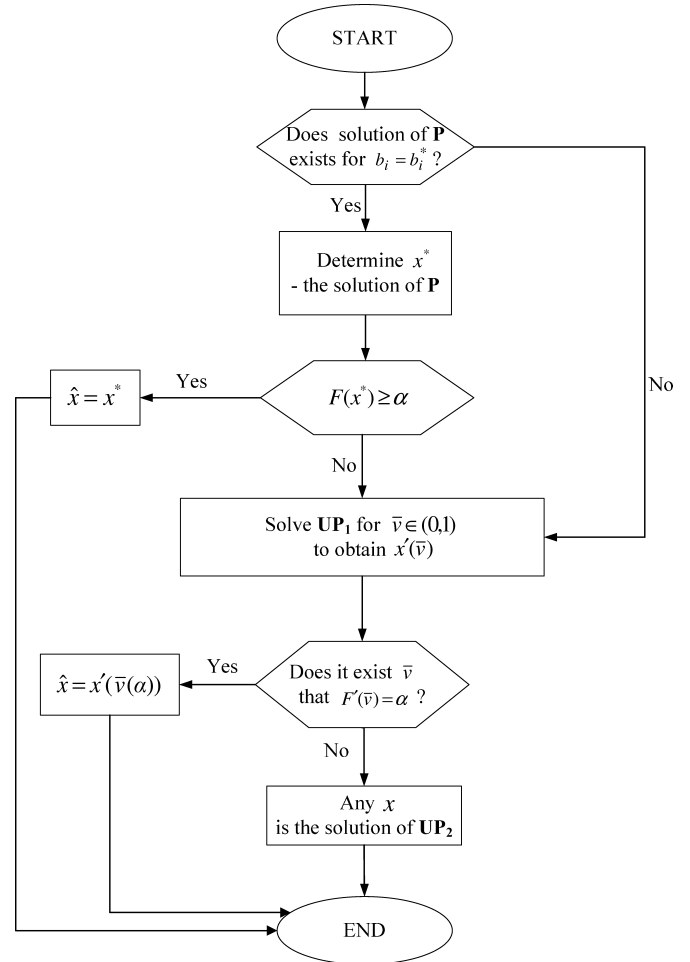 START
Does solution of P
exists for b_i = b_i^* ?
Yes
No
Determine x^*
- the solution of P
F(x^*) ≥ α
Yes
x̂ = x^*
No
Solve UP₁ for v̄ ∈ (0,1)
to obtain x′(v̄)
Does it exist v̄
that F′(v̄) = α ?
Yes
x̂ = x′(v̄(α))
No
Any x
is the solution of UP₂
END